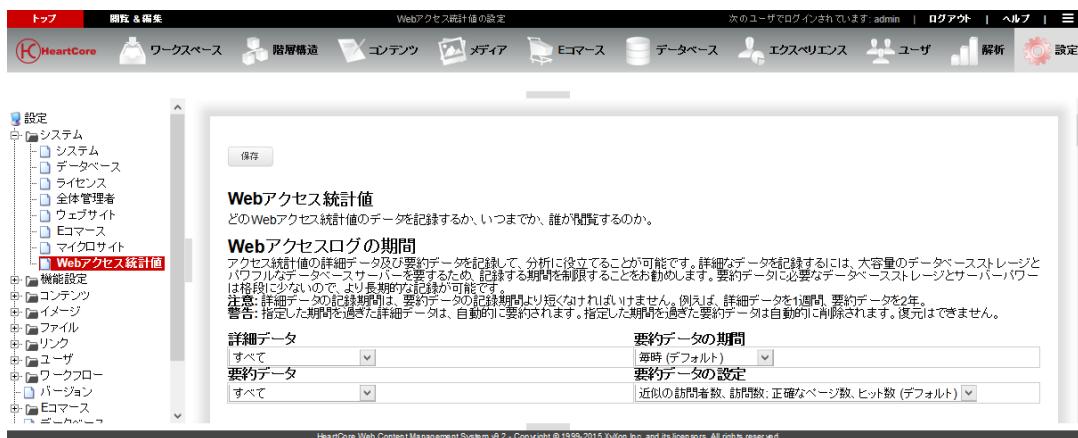 トップ 閲覧 & 編集 Webアクセス統計値の設定 次のユーザでログインされています: admin | ログアウト | ヘルプ |
HeartCore ワークスペース 階層構造 コンテンツ メディア Eコマース データベース エクスペリエンス ユーザ 解析 設定
設定
システム
システム
データベース
ライセンス
全体管理者
ウェブサイト
Eコマース
マイクロサイト
Webアクセス統計値
機能設定
コンテンツ
イメージ
ファイル
リンク
ユーザ
ワークフロー
バージョン
Eコマース
データベース
保存
Webアクセス統計値
どのWebアクセス統計値のデータを記録するか、いつまでか、誰が閲覧するのか。
Webアクセスログの期間
アクセス統計値の詳細データ及び要約データを記録して、分析に役立てることが可能です。詳細なデータを記録するには、大容量のデータベースストレージと
パワフルなデータベースサーバーを要するため、記録する期間を制限することをお勧めします。要約データに必要なデータベースストレージとサーバーパワー
は格段に少ないので、より長期的な記録が可能です。
注意: 詳細データの記録期間は、要約データの記録期間より短くなければいけません。例えば、詳細データを1週間、要約データを2年。
警告: 指定した期間を過ぎた詳細データは、自動的に要約されます。指定した期間を過ぎた要約データは自動的に削除されます。復元はできません。
詳細データ 要約データの期間
すべて 毎時 (デフォルト)
要約データ 要約データの設定
すべて 近似の訪問者数、訪問数; 正確なページ数、ヒット数 (デフォルト)
HeartCore Web Content Management System v9.2 - Copyright © 1999-2015 XyXon Inc. and its licensors. All rights reserved.